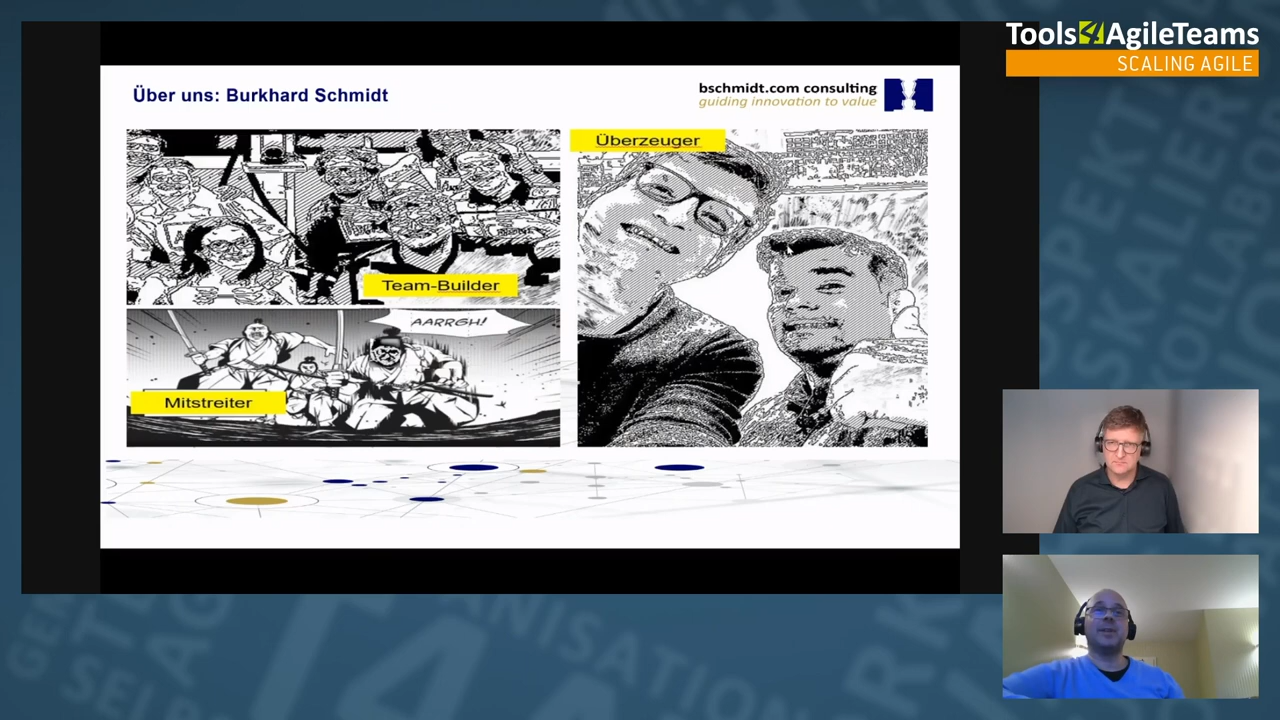 Tools4AgileTeams
SCALING AGILE
Über uns: Burkhard Schmidt
bschmidt.com consulting
guiding innovation to value
Überzeuger
Team-Builder
AARRGH!
Mitstreiter